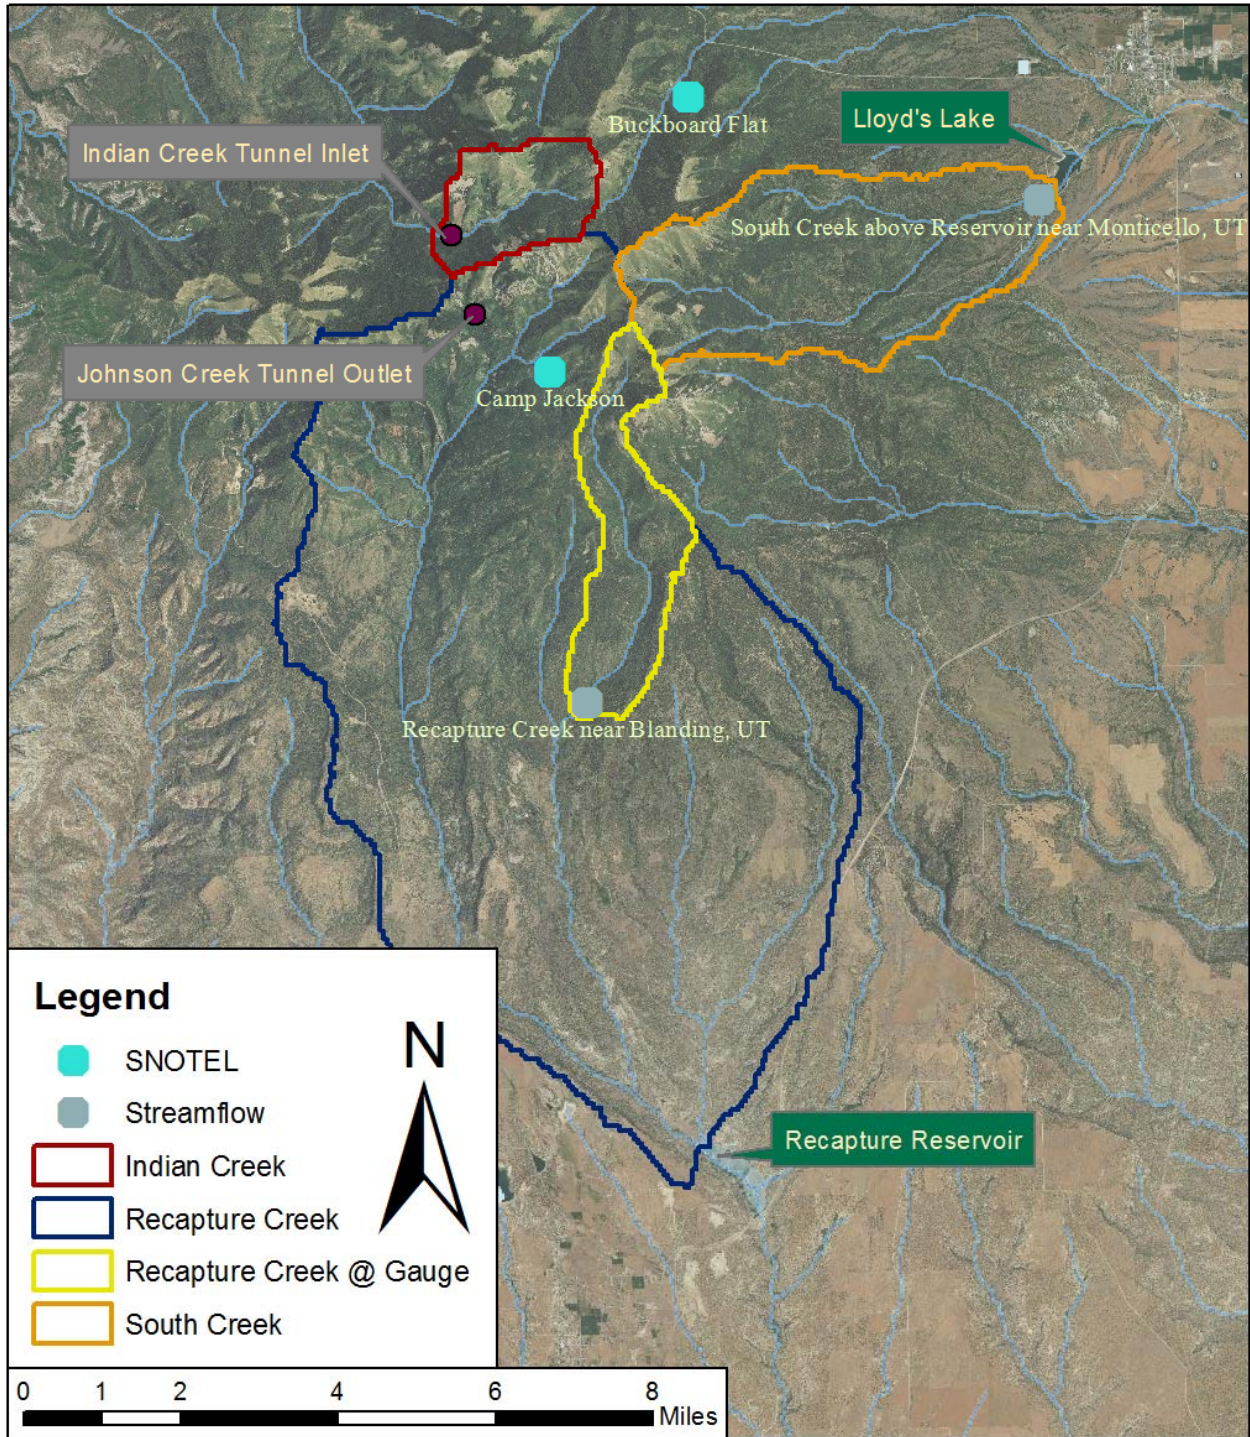 Buckboard Flat
Lloyd's Lake
Indian Creek Tunnel Inlet
South Creek above Reservoir near Monticello, UT
Johnson Creek Tunnel Outlet
Camp Jackson
Recapture Creek near Blanding, UT
Recapture Reservoir
Legend
N
SNOTEL
Streamflow
Indian Creek
Recapture Creek
Recapture Creek @ Gauge
South Creek
0 1 2 4 6 8
Miles